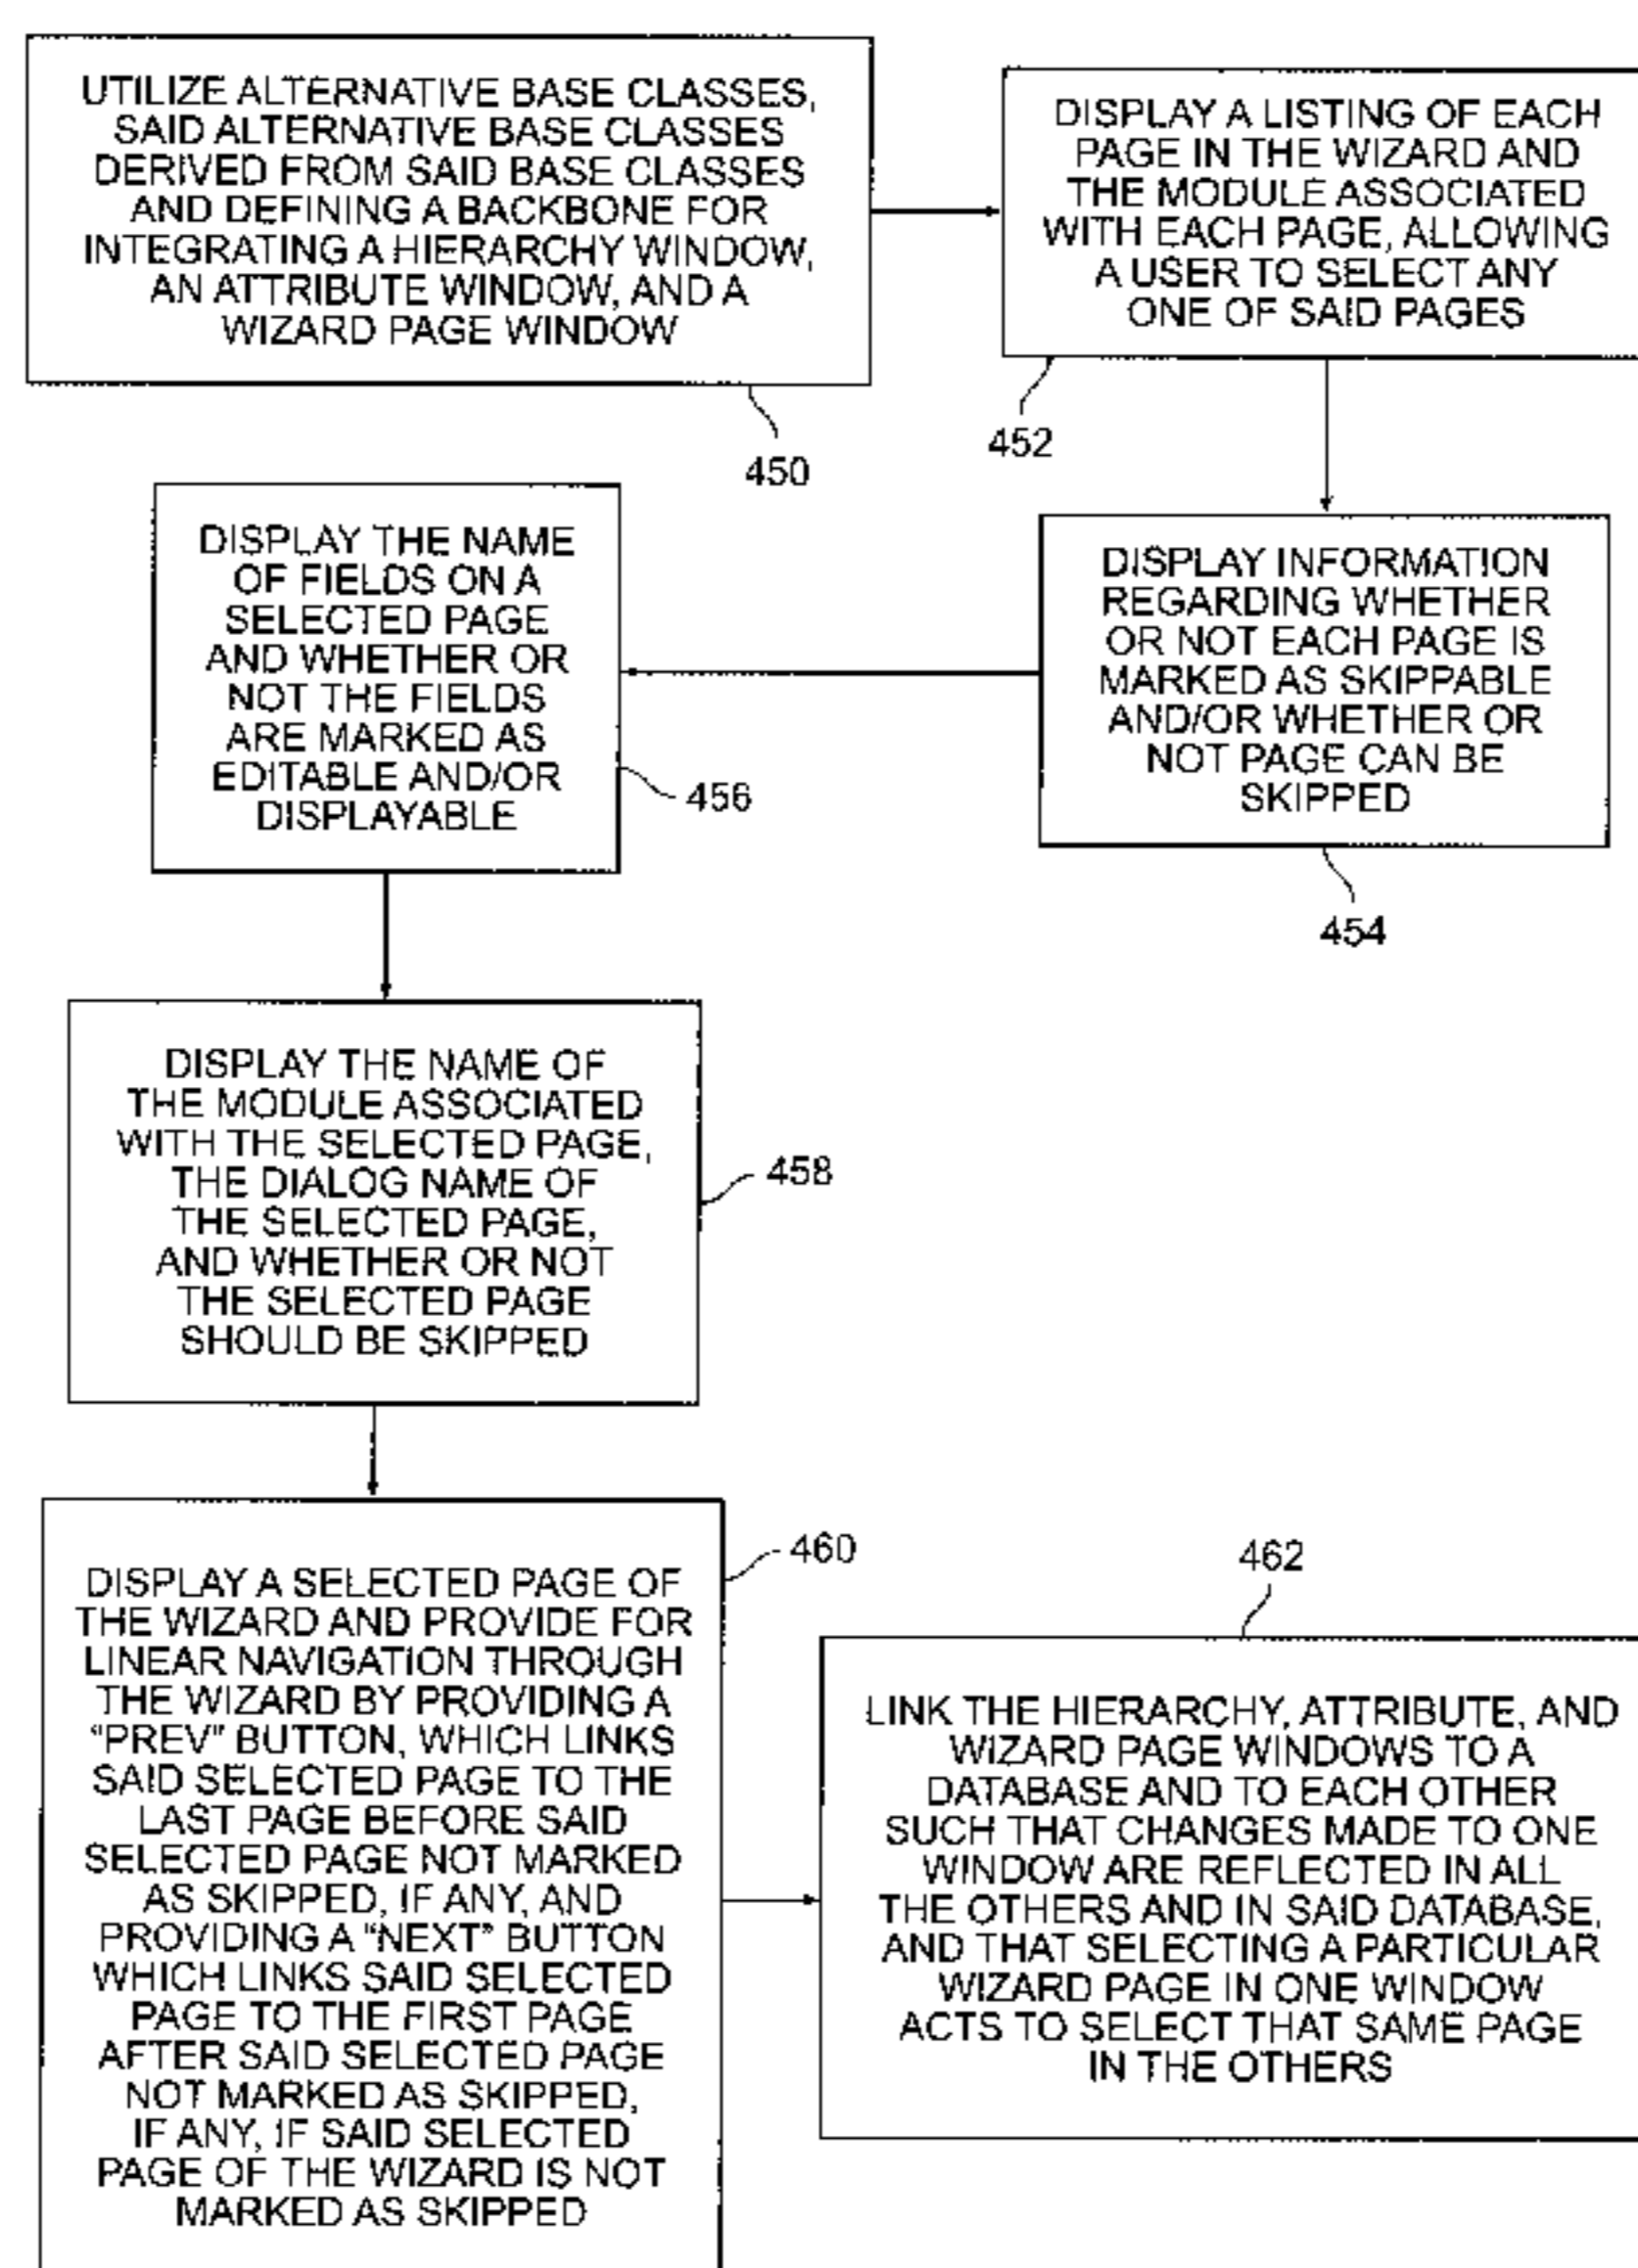 UTILIZE ALTERNATIVE BASE CLASSES,
SAID ALTERNATIVE BASE CLASSES
DERIVED FROM SAID BASE CLASSES
AND DEFINING A BACKBONE FOR
INTEGRATING A HIERARCHY WINDOW,
AN ATTRIBUTE WINDOW, AND A
WIZARD PAGE WINDOW
450
DISPLAY A LISTING OF EACH
PAGE IN THE WIZARD AND
THE MODULE ASSOCIATED
WITH EACH PAGE, ALLOWING
A USER TO SELECT ANY
ONE OF SAID PAGES
452
DISPLAY INFORMATION
REGARDING WHETHER
OR NOT EACH PAGE IS
MARKED AS SKIPPABLE
AND/OR WHETHER OR
NOT PAGE CAN BE
SKIPPED
454
DISPLAY THE NAME
OF FIELDS ON A
SELECTED PAGE
AND WHETHER OR
NOT THE FIELDS
ARE MARKED AS
EDITABLE AND/OR
DISPLAYABLE
456
DISPLAY THE NAME OF
THE MODULE ASSOCIATED
WITH THE SELECTED PAGE,
THE DIALOG NAME OF
THE SELECTED PAGE,
AND WHETHER OR NOT
THE SELECTED PAGE
SHOULD BE SKIPPED
458
DISPLAY A SELECTED PAGE OF
THE WIZARD AND PROVIDE FOR
LINEAR NAVIGATION THROUGH
THE WIZARD BY PROVIDING A
“PREV” BUTTON, WHICH LINKS
SAID SELECTED PAGE TO THE
LAST PAGE BEFORE SAID
SELECTED PAGE NOT MARKED
AS SKIPPED, IF ANY, AND
PROVIDING A “NEXT” BUTTON
WHICH LINKS SAID SELECTED
PAGE TO THE FIRST PAGE
AFTER SAID SELECTED PAGE
NOT MARKED AS SKIPPED,
IF ANY, IF SAID SELECTED
PAGE OF THE WIZARD IS NOT
MARKED AS SKIPPED
460
462
LINK THE HIERARCHY, ATTRIBUTE, AND
WIZARD PAGE WINDOWS TO A
DATABASE AND TO EACH OTHER
SUCH THAT CHANGES MADE TO ONE
WINDOW ARE REFLECTED IN ALL
THE OTHERS AND IN SAID DATABASE,
AND THAT SELECTING A PARTICULAR
WIZARD PAGE IN ONE WINDOW
ACTS TO SELECT THAT SAME PAGE
IN THE OTHERS